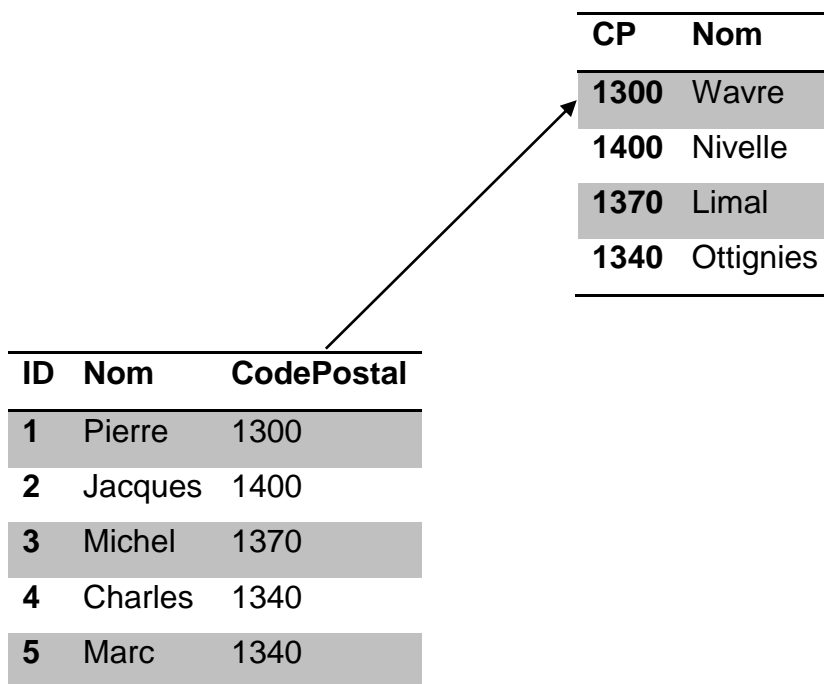 CP Nom
1300 Wavre
1400 Nivelle
1370 Limal
1340 Ottignies
ID Nom CodePostal
1 Pierre 1300
2 Jacques 1400
3 Michel 1370
4 Charles 1340
5 Marc 1340